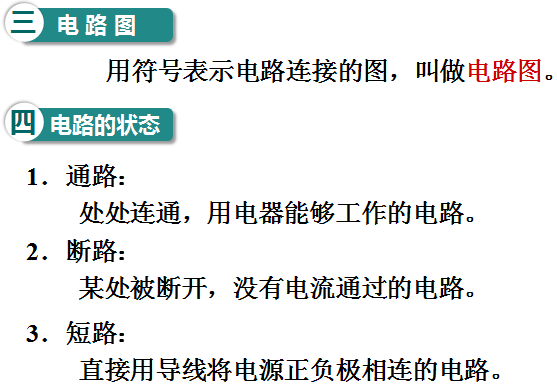 三 电路图
用符号表示电路连接的图，叫做电路图。
四 电路的状态
1．通路：
处处连通，用电器能够工作的电路。
2．断路：
某处被断开，没有电流通过的电路。
3．短路：
直接用导线将电源正负极相连的电路。